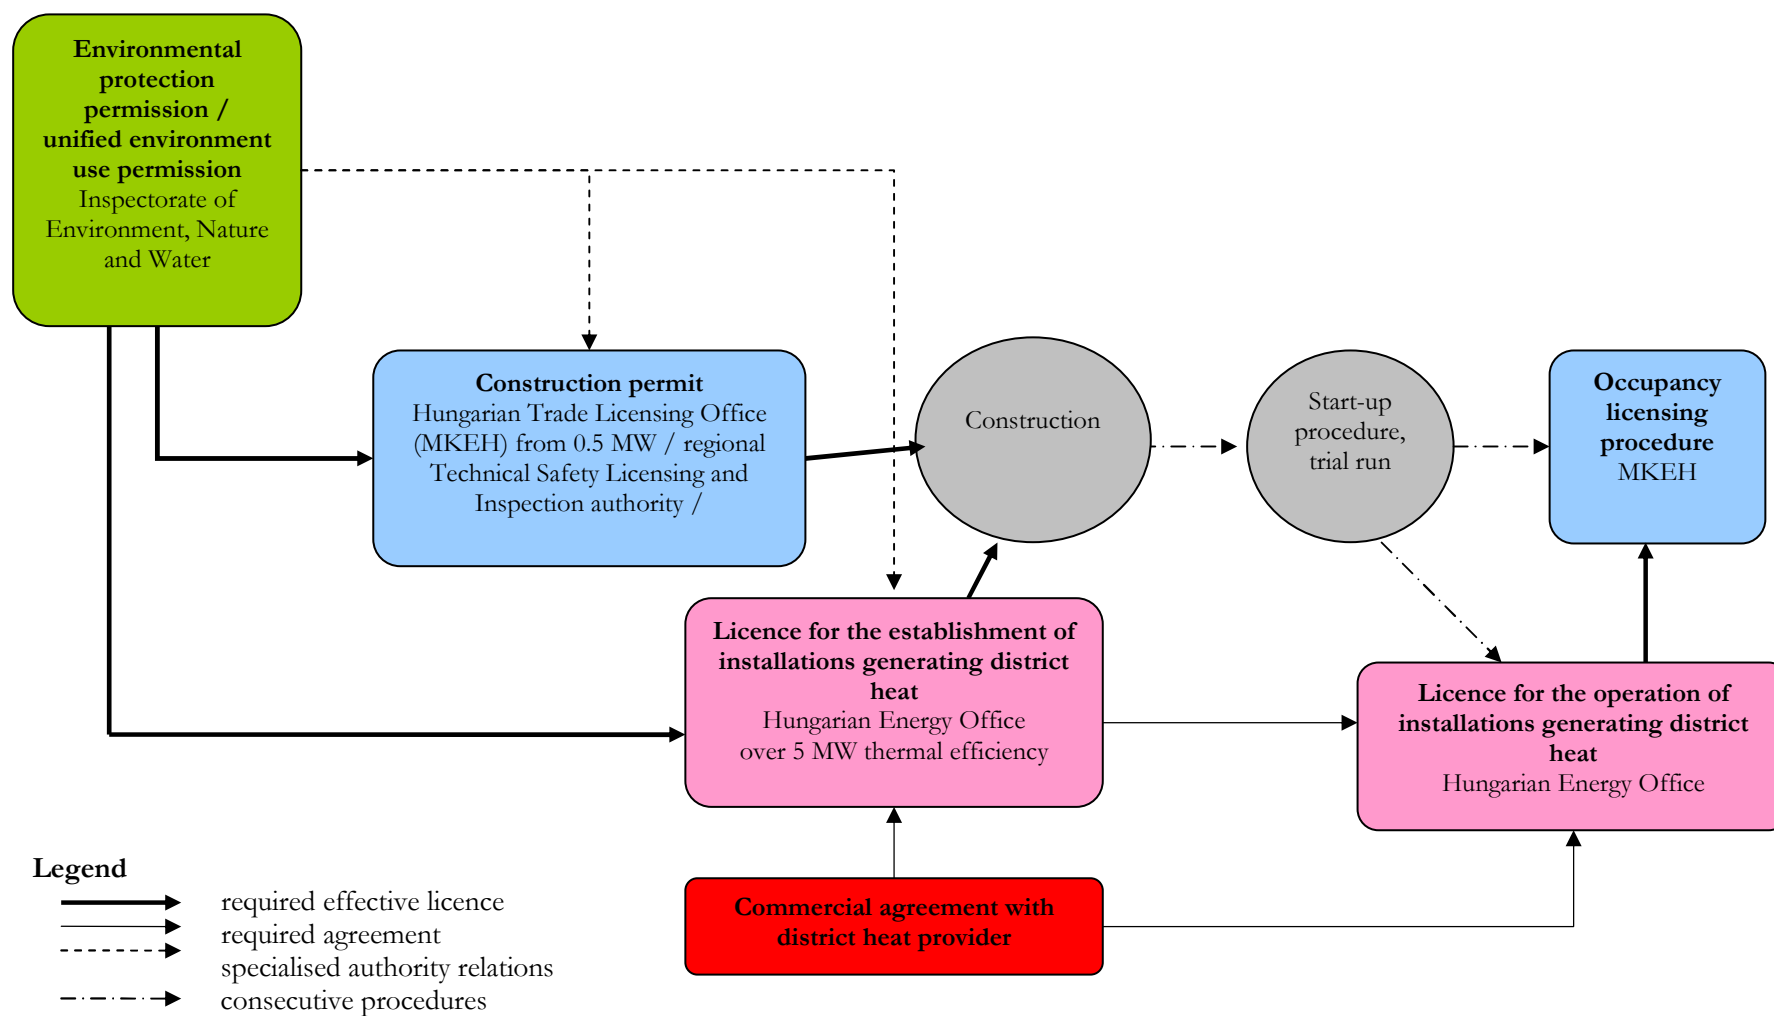 Environmental
protection
permission /
unified environment
use permission
Inspectorate of
Environment, Nature
and Water
Construction permit
Hungarian Trade Licensing Office
(MKEH) from 0.5 MW / regional
Technical Safety Licensing and
Inspection authority /
Construction
Start-up
procedure,
trial run
Occupancy
licensing
procedure
MKEH
Licence for the establishment of
installations generating district
heat
Hungarian Energy Office
over 5 MW thermal efficiency
Licence for the operation of
installations generating district
heat
Hungarian Energy Office
Commercial agreement with
district heat provider
Legend
required effective licence
required agreement
specialised authority relations
consecutive procedures